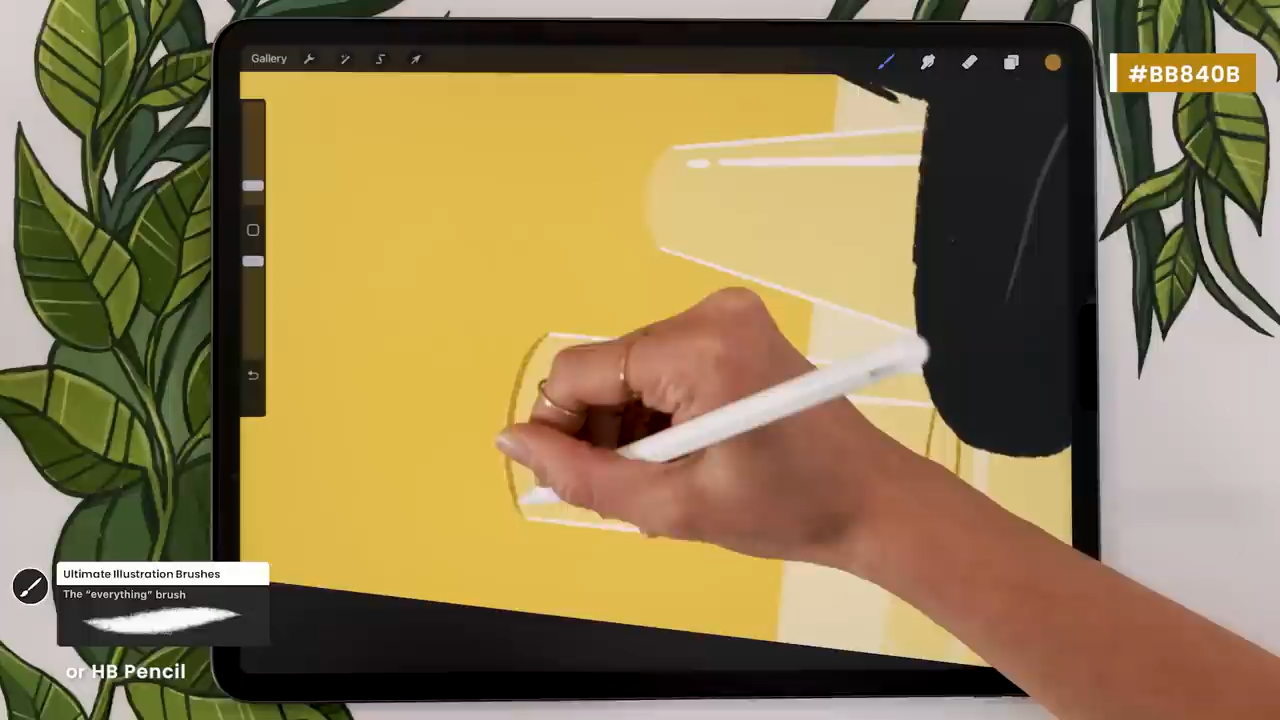 Gallery
#BB840B
Ultimate Illustration Brushes
The “everything” brush
or HB Pencil